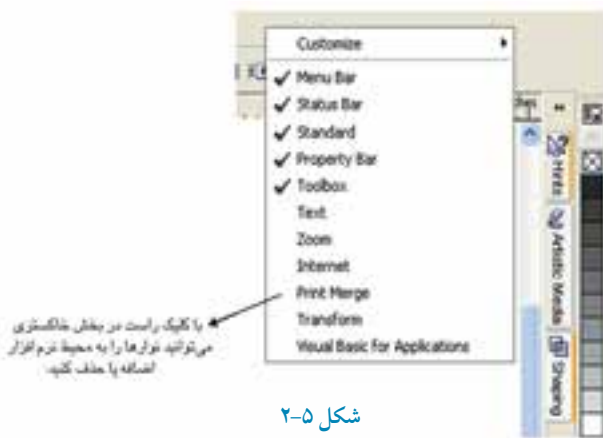 Customize
Menu Bar
Status Bar
Standard
Property Bar
Toolbox
Text
Zoom
Internet
Print Merge
Transform
Visual Basic for Applications
Hints
Artistic Media
Shaping
با کلیک راست در بخش خاکستری
می‌توانید نوارها را به محیط نرم‌افزار
اضافه یا حذف کنید.
شکل ۵-۲